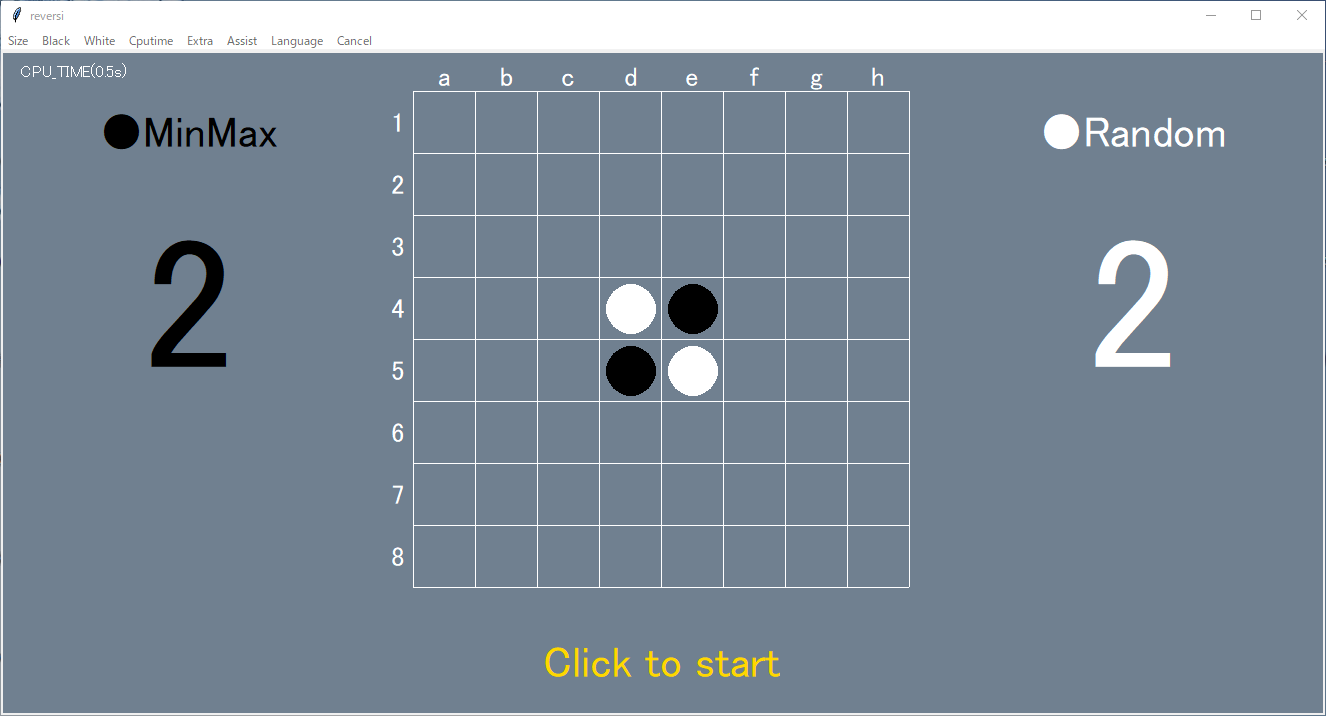 reversi
Size Black White Cputime Extra Assist Language Cancel
CPU_TIME(0.5s)
a b c d e f g h
●MinMax
●Random
1
2
3
4
5
6
7
8
2
2
Click to start